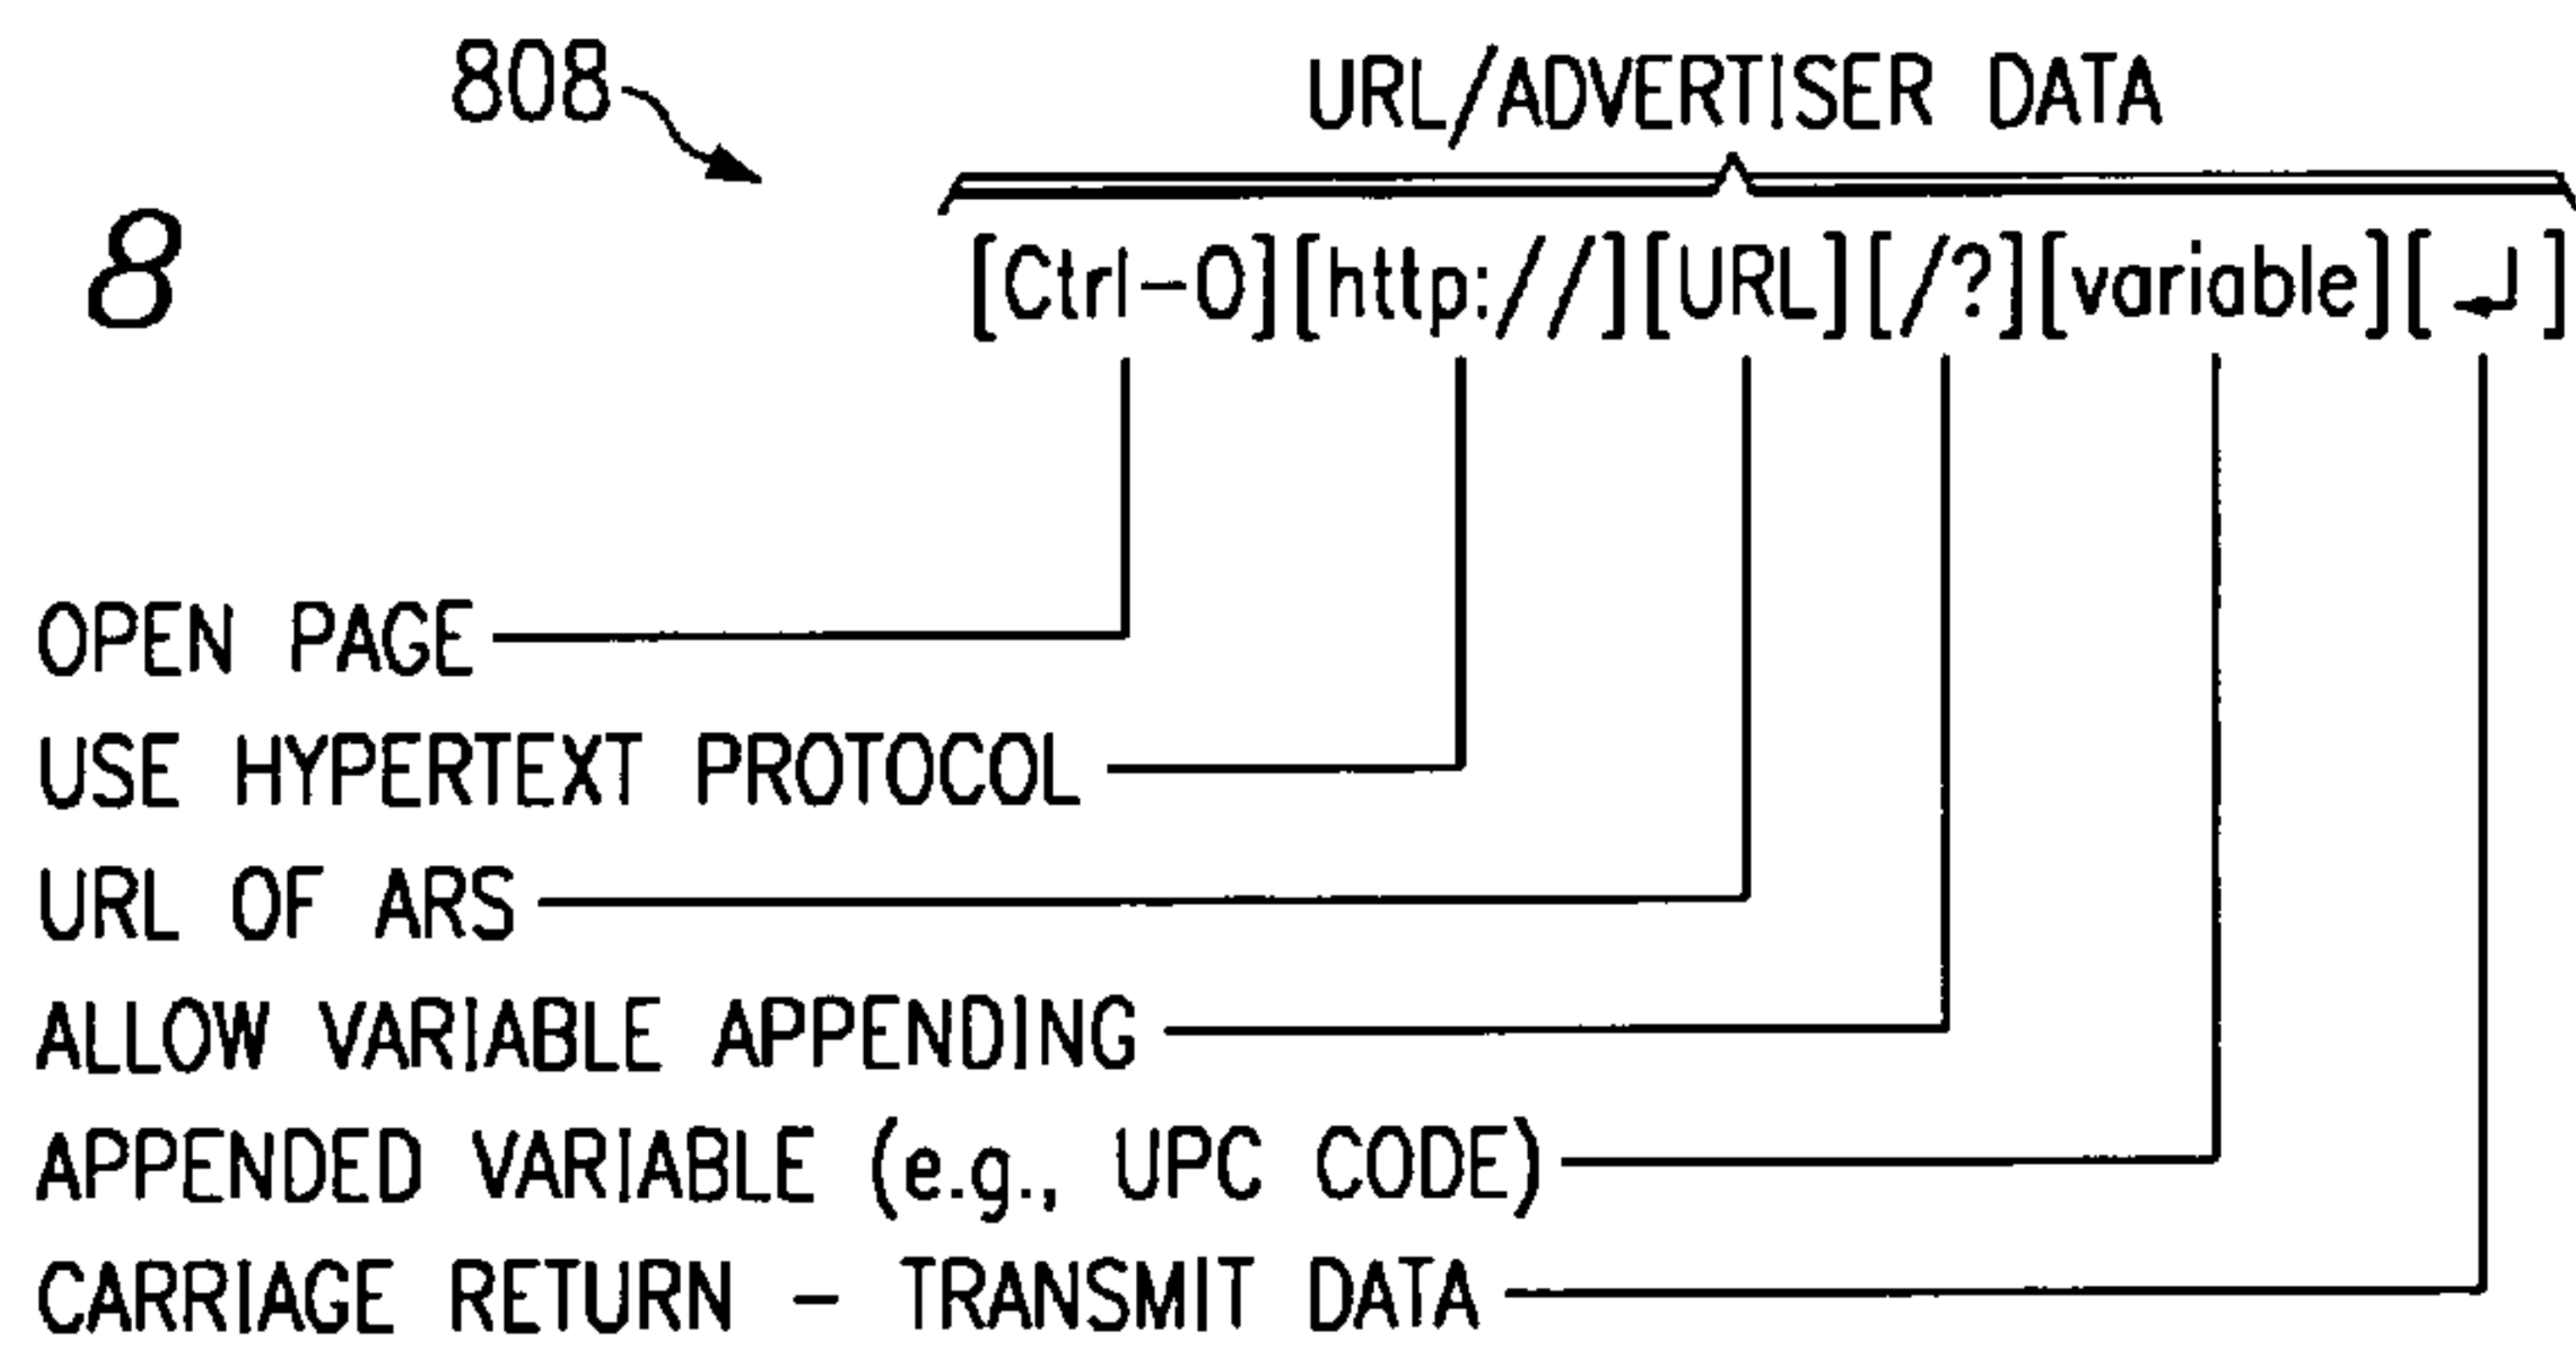 808
URL/ADVERTISER DATA
8
[Ctrl-O][http://][URL][/?][variable][↵]
OPEN PAGE
USE HYPERTEXT PROTOCOL
URL OF ARS
ALLOW VARIABLE APPENDING
APPENDED VARIABLE (e.g., UPC CODE)
CARRIAGE RETURN - TRANSMIT DATA